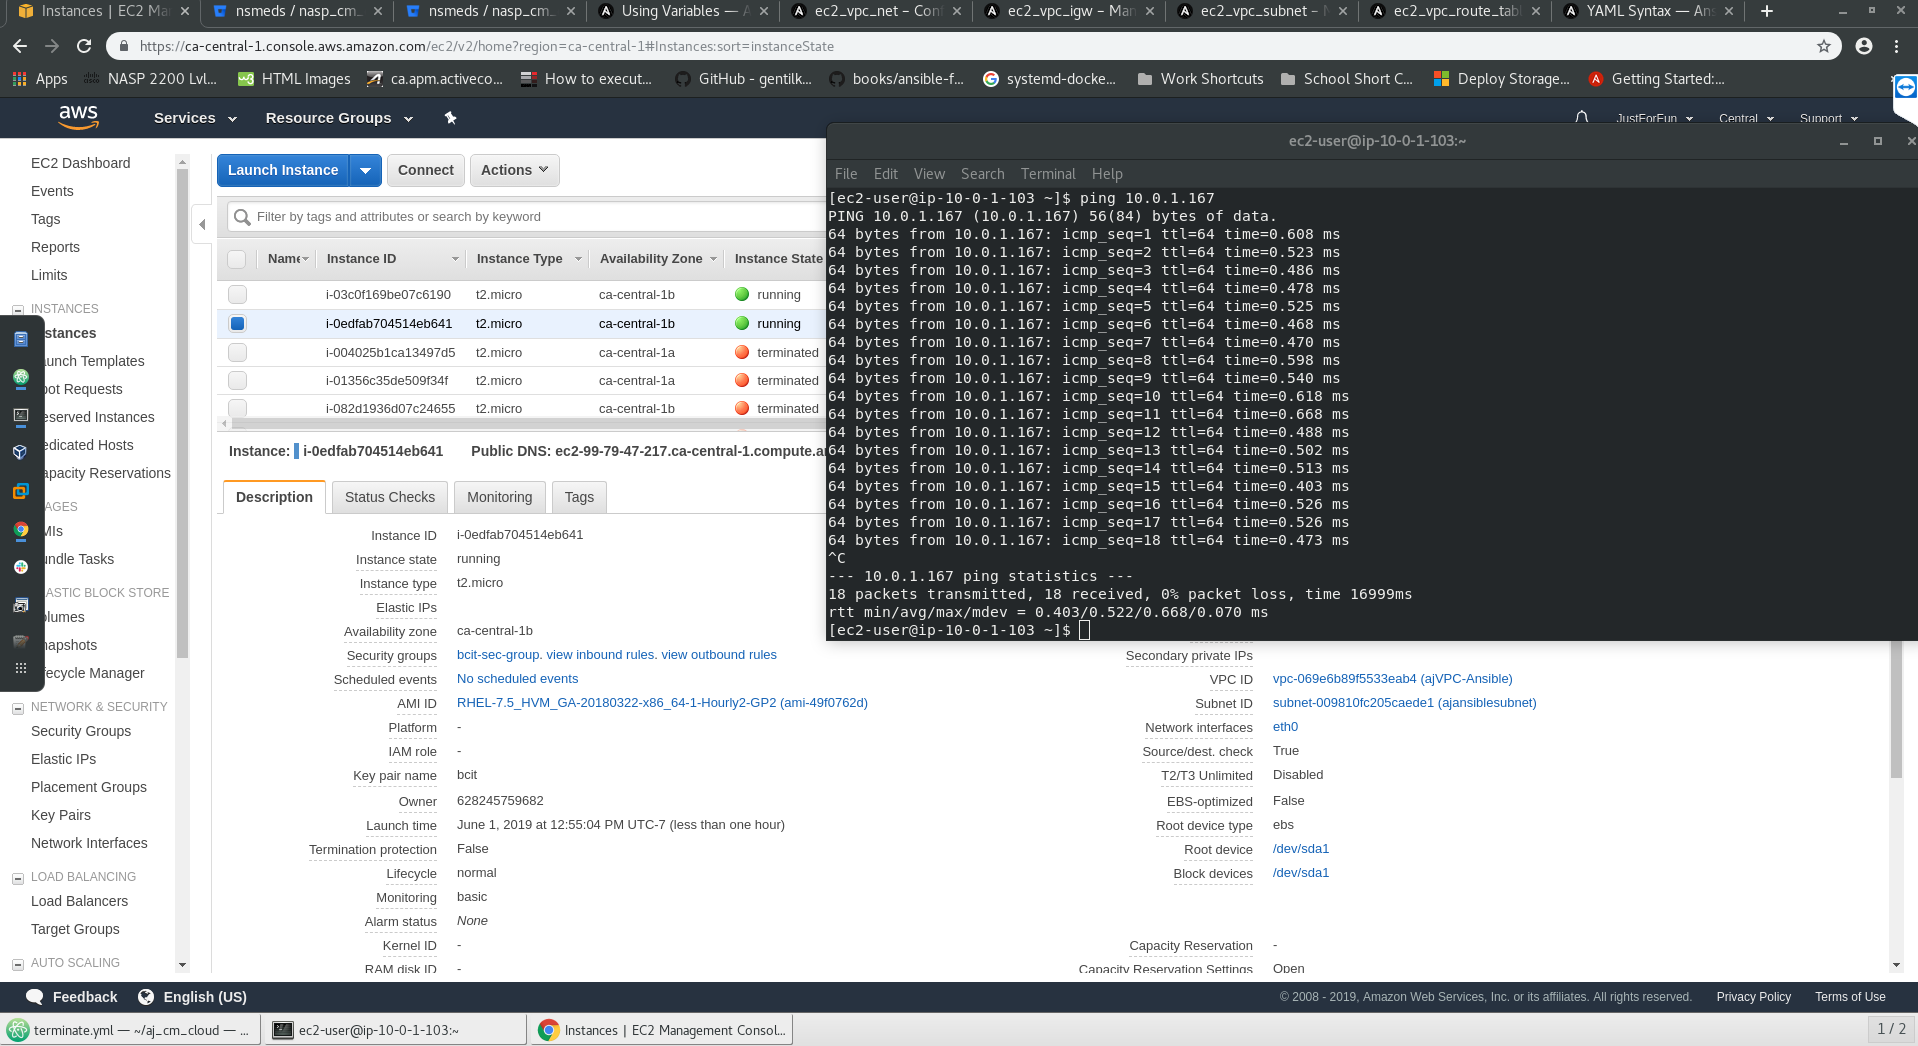 Instances | EC2 Ma
nsmeds / nasp_cm_
nsmeds / nasp_cm_
Using Variables — A
ec2_vpc_net – Con
ec2_vpc_igw – Man
ec2_vpc_subnet – M
ec2_vpc_route_tab
YAML Syntax — Ans
https://ca-central-1.console.aws.amazon.com/ec2/v2/home?region=ca-central-1#Instances:sort=instanceState
Apps
NASP 2200 Lvl...
HTML Images
ca.apm.activeco...
How to execut...
GitHub - gentilk...
books/ansible-f...
systemd-docke...
Work Shortcuts
School Short C...
Deploy Storage...
Getting Started:...
aws
Services
Resource Groups
JustForFun
Central
Support
EC2 Dashboard
Events
Tags
Reports
Limits
INSTANCES
stances
unch Templates
oot Requests
eserved Instances
edicated Hosts
apacity Reservations
AGES
MIs
undle Tasks
ASTIC BLOCK STORE
olumes
napshots
fecycle Manager
NETWORK & SECURITY
Security Groups
Elastic IPs
Placement Groups
Key Pairs
Network Interfaces
LOAD BALANCING
Load Balancers
Target Groups
AUTO SCALING
Launch Instance
Connect
Actions
Filter by tags and attributes or search by keyword
Name Instance ID Instance Type Availability Zone Instance State
i-03c0f169be07c6190 t2.micro ca-central-1b running
i-0edfab704514eb641 t2.micro ca-central-1b running
i-004025b1ca13497d5 t2.micro ca-central-1a terminated
i-01356c35de509f34f t2.micro ca-central-1a terminated
i-082d1936d07c24655 t2.micro ca-central-1b terminated
Instance: i-0edfab704514eb641 Public DNS: ec2-99-79-47-217.ca-central-1.compute.ar
Description
Status Checks
Monitoring
Tags
Instance ID i-0edfab704514eb641
Instance state running
Instance type t2.micro
Elastic IPs
Availability zone ca-central-1b
Security groups bcit-sec-group. view inbound rules. view outbound rules
Scheduled events No scheduled events
AMI ID RHEL-7.5_HVM_GA-20180322-x86_64-1-Hourly2-GP2 (ami-49f0762d)
Platform -
IAM role -
Key pair name bcit
Owner 628245759682
Launch time June 1, 2019 at 12:55:04 PM UTC-7 (less than one hour)
Termination protection False
Lifecycle normal
Monitoring basic
Alarm status None
Kernel ID -
RAM disk ID -
Secondary private IPs
VPC ID vpc-069e6b89f5533eab4 (ajVPC-Ansible)
Subnet ID subnet-009810fc205caede1 (ajansiblesubnet)
Network interfaces eth0
Source/dest. check True
T2/T3 Unlimited Disabled
EBS-optimized False
Root device type ebs
Root device /dev/sda1
Block devices /dev/sda1
Capacity Reservation -
Capacity Reservation Settings Open
ec2-user@ip-10-0-1-103:~
File Edit View Search Terminal Help
[ec2-user@ip-10-0-1-103 ~]$ ping 10.0.1.167
PING 10.0.1.167 (10.0.1.167) 56(84) bytes of data.
64 bytes from 10.0.1.167: icmp_seq=1 ttl=64 time=0.608 ms
64 bytes from 10.0.1.167: icmp_seq=2 ttl=64 time=0.523 ms
64 bytes from 10.0.1.167: icmp_seq=3 ttl=64 time=0.486 ms
64 bytes from 10.0.1.167: icmp_seq=4 ttl=64 time=0.478 ms
64 bytes from 10.0.1.167: icmp_seq=5 ttl=64 time=0.525 ms
64 bytes from 10.0.1.167: icmp_seq=6 ttl=64 time=0.468 ms
64 bytes from 10.0.1.167: icmp_seq=7 ttl=64 time=0.470 ms
64 bytes from 10.0.1.167: icmp_seq=8 ttl=64 time=0.598 ms
64 bytes from 10.0.1.167: icmp_seq=9 ttl=64 time=0.540 ms
64 bytes from 10.0.1.167: icmp_seq=10 ttl=64 time=0.618 ms
64 bytes from 10.0.1.167: icmp_seq=11 ttl=64 time=0.668 ms
64 bytes from 10.0.1.167: icmp_seq=12 ttl=64 time=0.488 ms
64 bytes from 10.0.1.167: icmp_seq=13 ttl=64 time=0.502 ms
64 bytes from 10.0.1.167: icmp_seq=14 ttl=64 time=0.513 ms
64 bytes from 10.0.1.167: icmp_seq=15 ttl=64 time=0.403 ms
64 bytes from 10.0.1.167: icmp_seq=16 ttl=64 time=0.526 ms
64 bytes from 10.0.1.167: icmp_seq=17 ttl=64 time=0.526 ms
64 bytes from 10.0.1.167: icmp_seq=18 ttl=64 time=0.473 ms
^C
--- 10.0.1.167 ping statistics ---
18 packets transmitted, 18 received, 0% packet loss, time 16999ms
rtt min/avg/max/mdev = 0.403/0.522/0.668/0.070 ms
[ec2-user@ip-10-0-1-103 ~]$
Feedback
English (US)
© 2008 - 2019, Amazon Web Services, Inc. or its affiliates. All rights reserved.
Privacy Policy
Terms of Use
terminate.yml — ~/aj_cm_cloud — ...
ec2-user@ip-10-0-1-103:~
Instances | EC2 Management Consol...
1 / 2